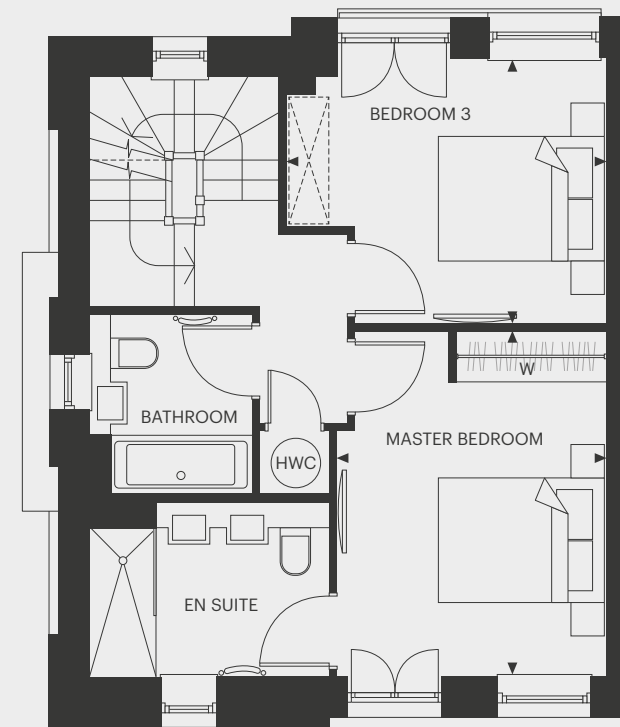 BEDROOM 3
W
BATHROOM
MASTER BEDROOM
HWC
EN SUITE